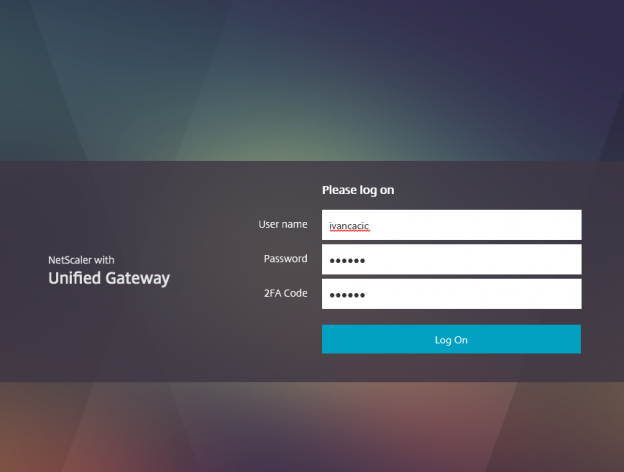 Please log on
User name
ivancacic
Password
••••••
NetScaler with
Unified Gateway
2FA Code
••••••
Log On